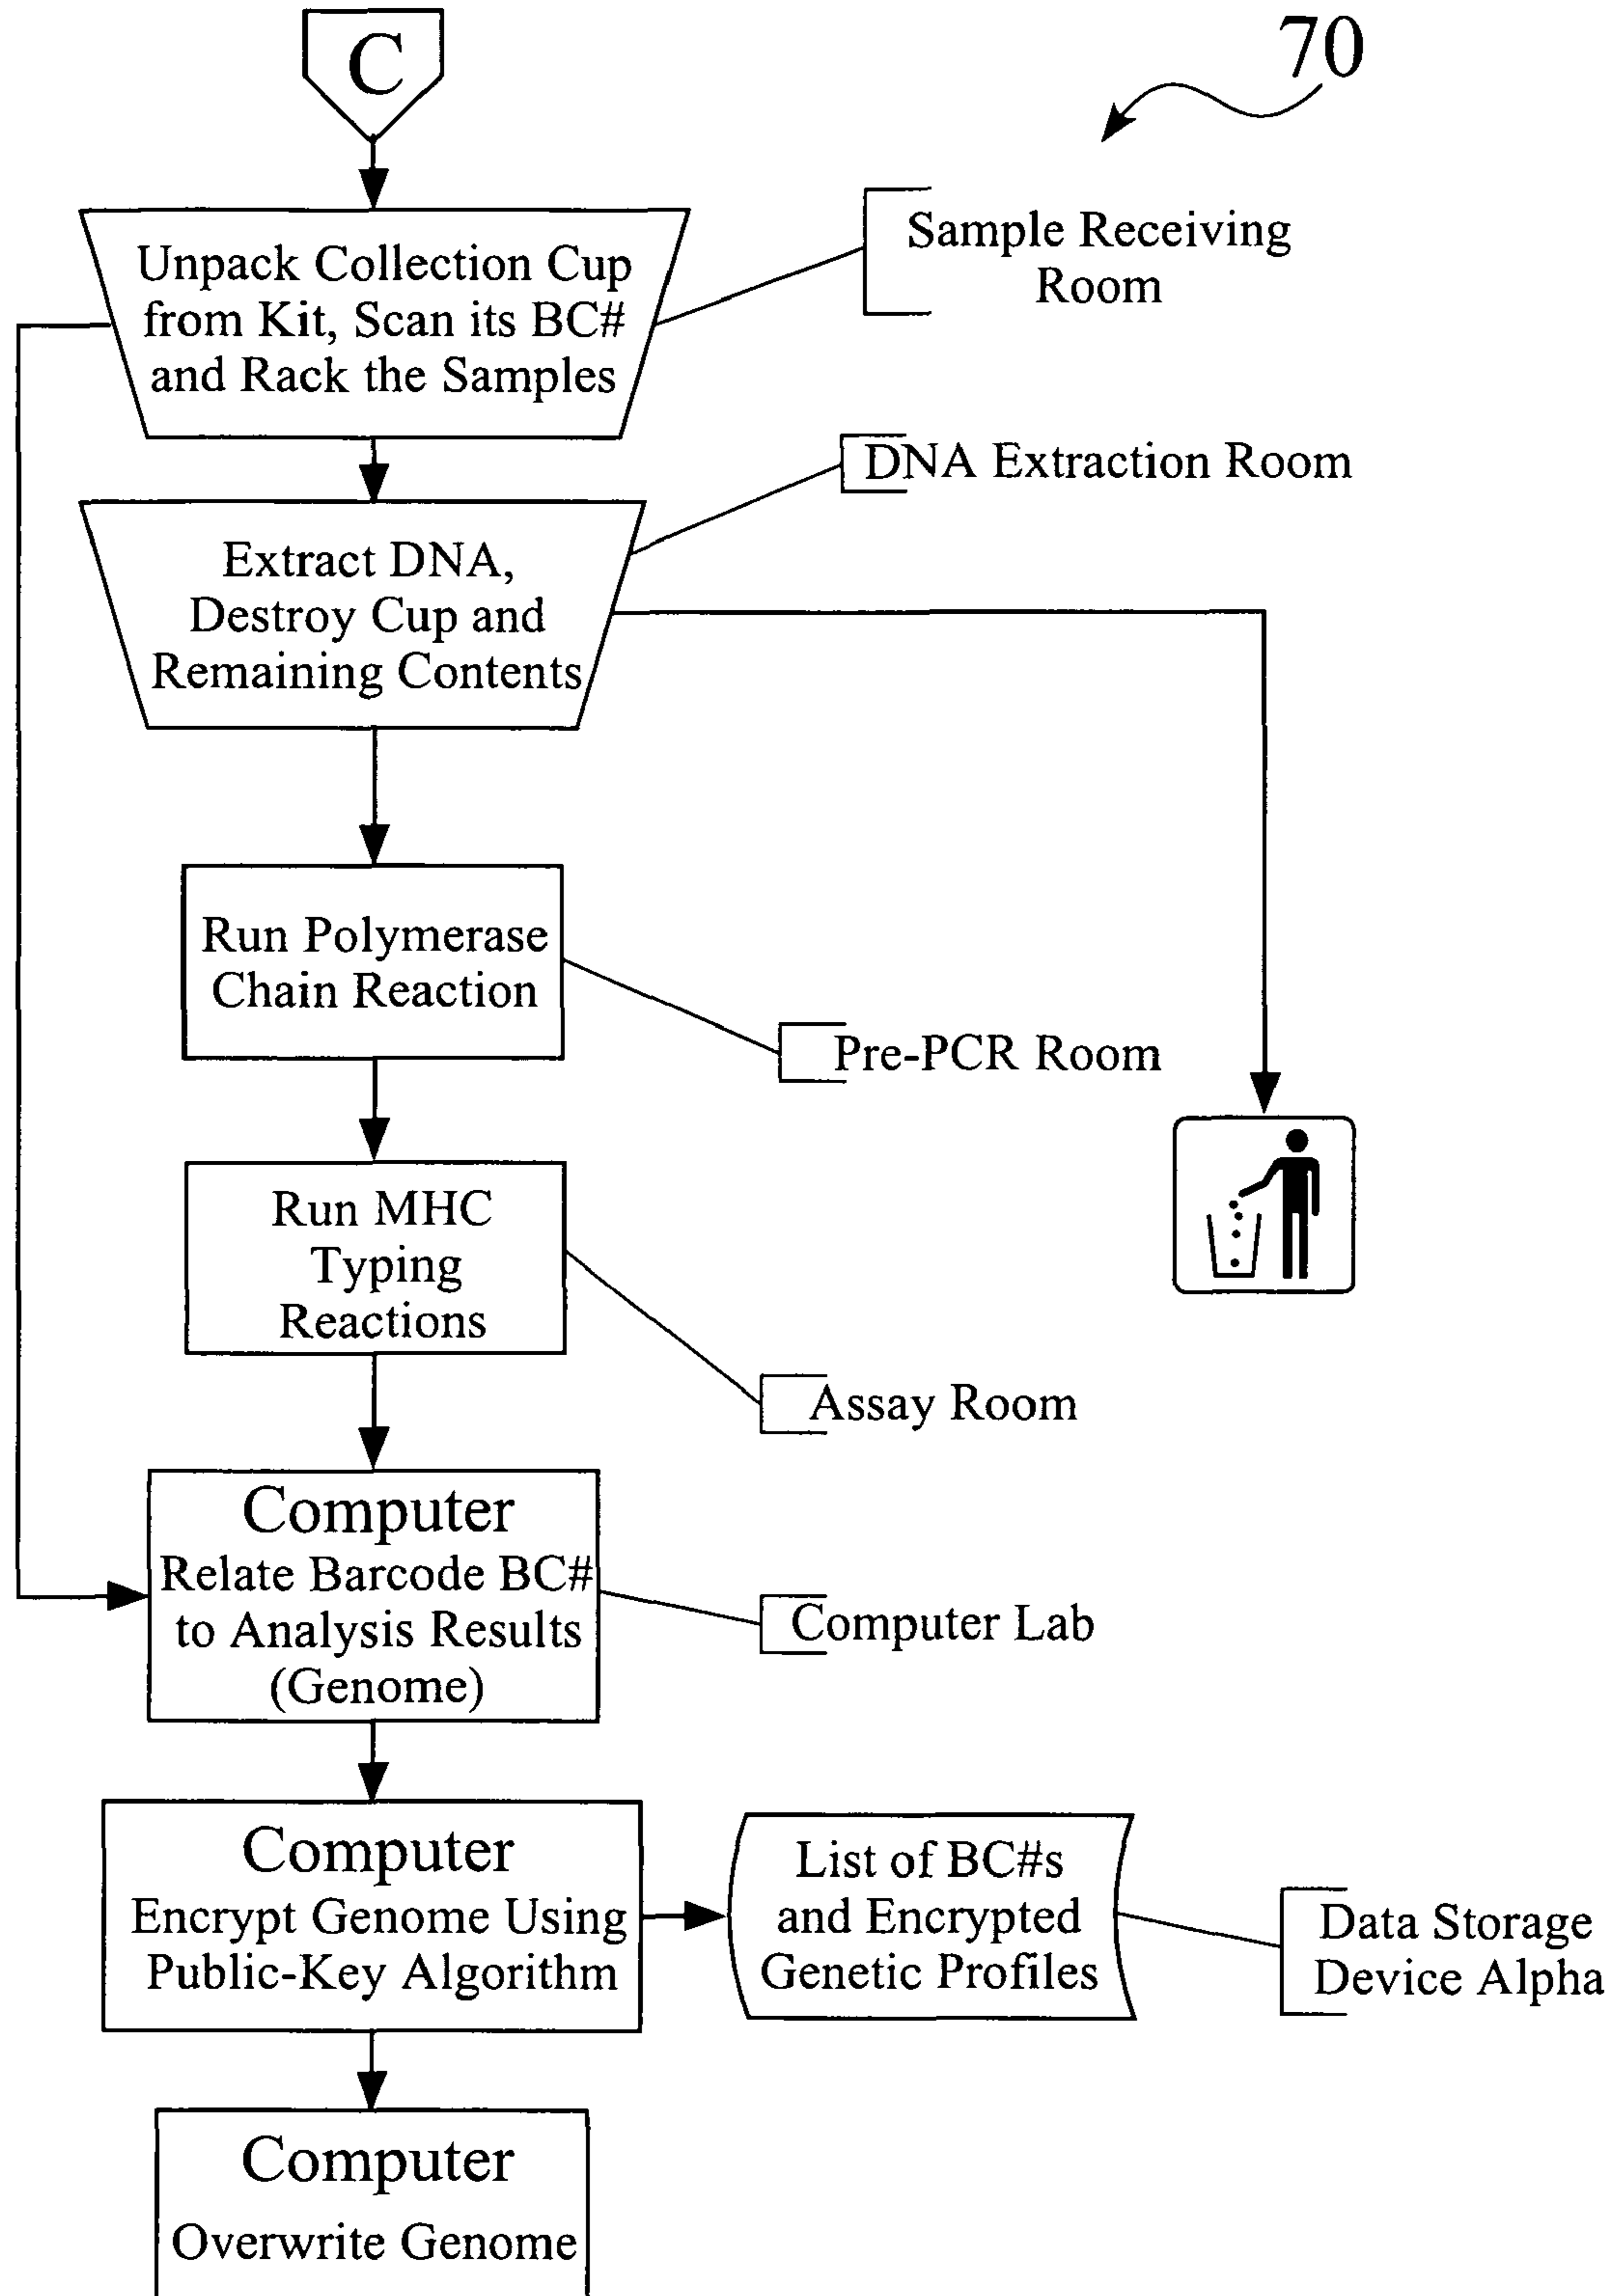 C
70
Unpack Collection Cup
from Kit, Scan its BC#
and Rack the Samples
Sample Receiving
Room
DNA Extraction Room
Extract DNA,
Destroy Cup and
Remaining Contents
Run Polymerase
Chain Reaction
Pre-PCR Room
Run MHC
Typing
Reactions
Assay Room
Computer
Relate Barcode BC#
to Analysis Results
(Genome)
Computer Lab
Computer
Encrypt Genome Using
Public-Key Algorithm
List of BC#s
and Encrypted
Genetic Profiles
Data Storage
Device Alpha
Computer
Overwrite Genome